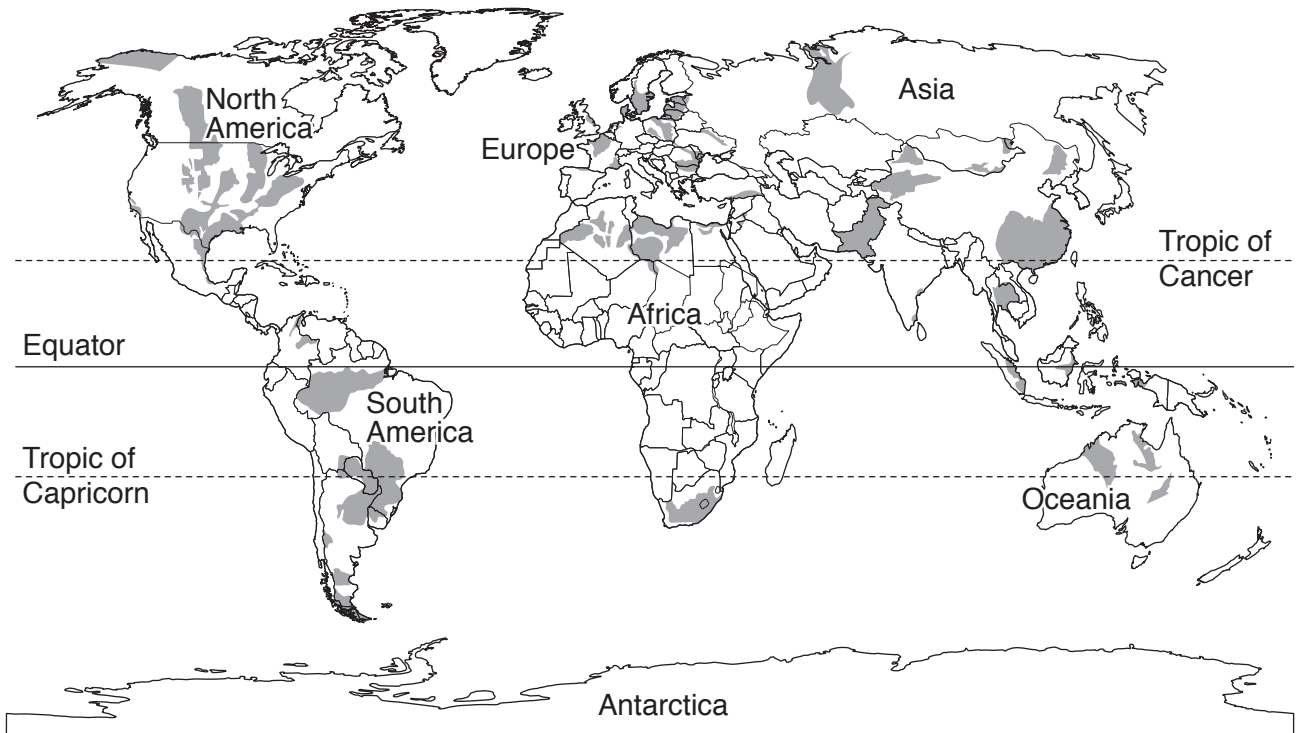 North
America
Asia
Europe
Tropic of
Cancer
Africa
Equator
South
America
Tropic of
Capricorn
Oceania
Antarctica